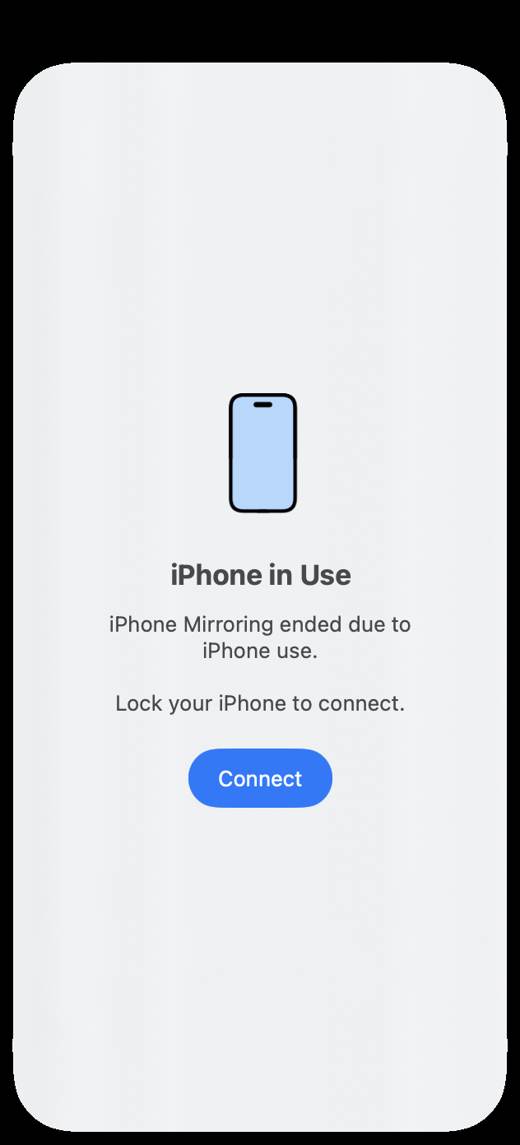 iPhone in Use
iPhone Mirroring ended due to
iPhone use.
Lock your iPhone to connect.
Connect